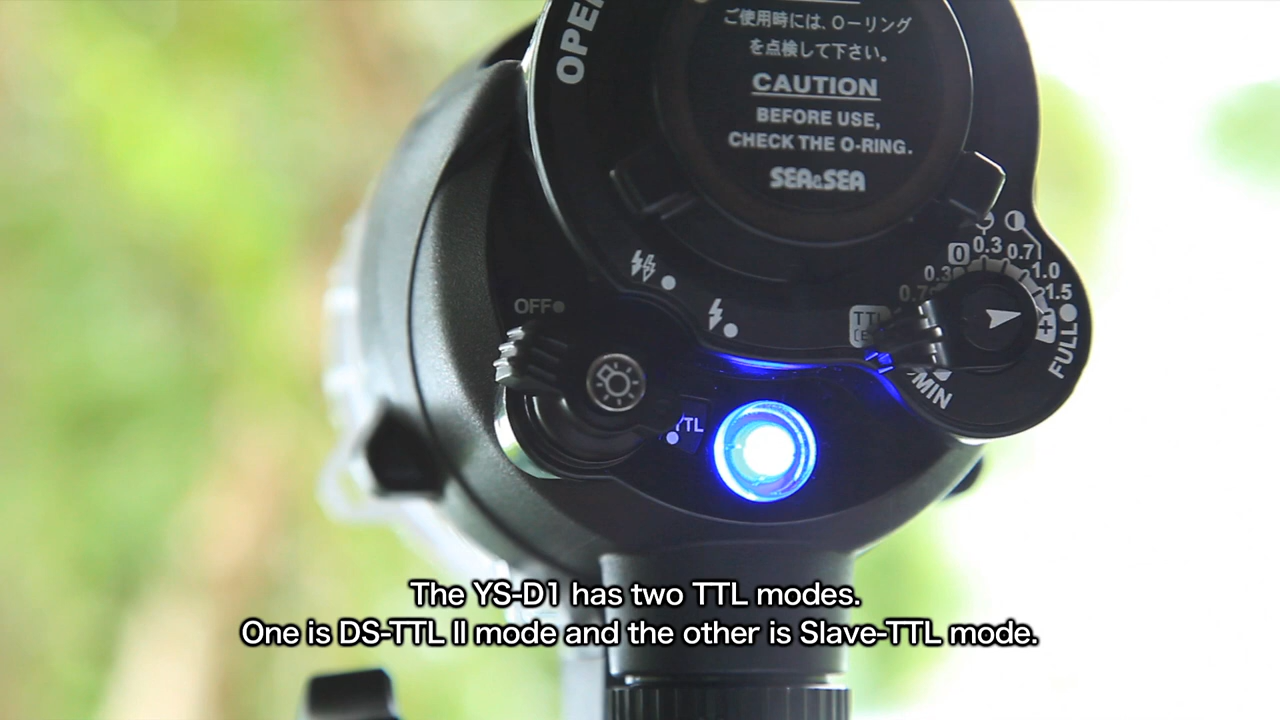 OPEN
ご使用時には、O－リング
を点検して下さい。
CAUTION
BEFORE USE,
CHECK THE O-RING.
SEA&SEA
OFF
0
0.3
0.7
1.0
1.5
0.3
0.7
TTL
+
FULL
MIN
TTL
The YS-D1 has two TTL modes.
One is DS-TTL II mode and the other is Slave-TTL mode.